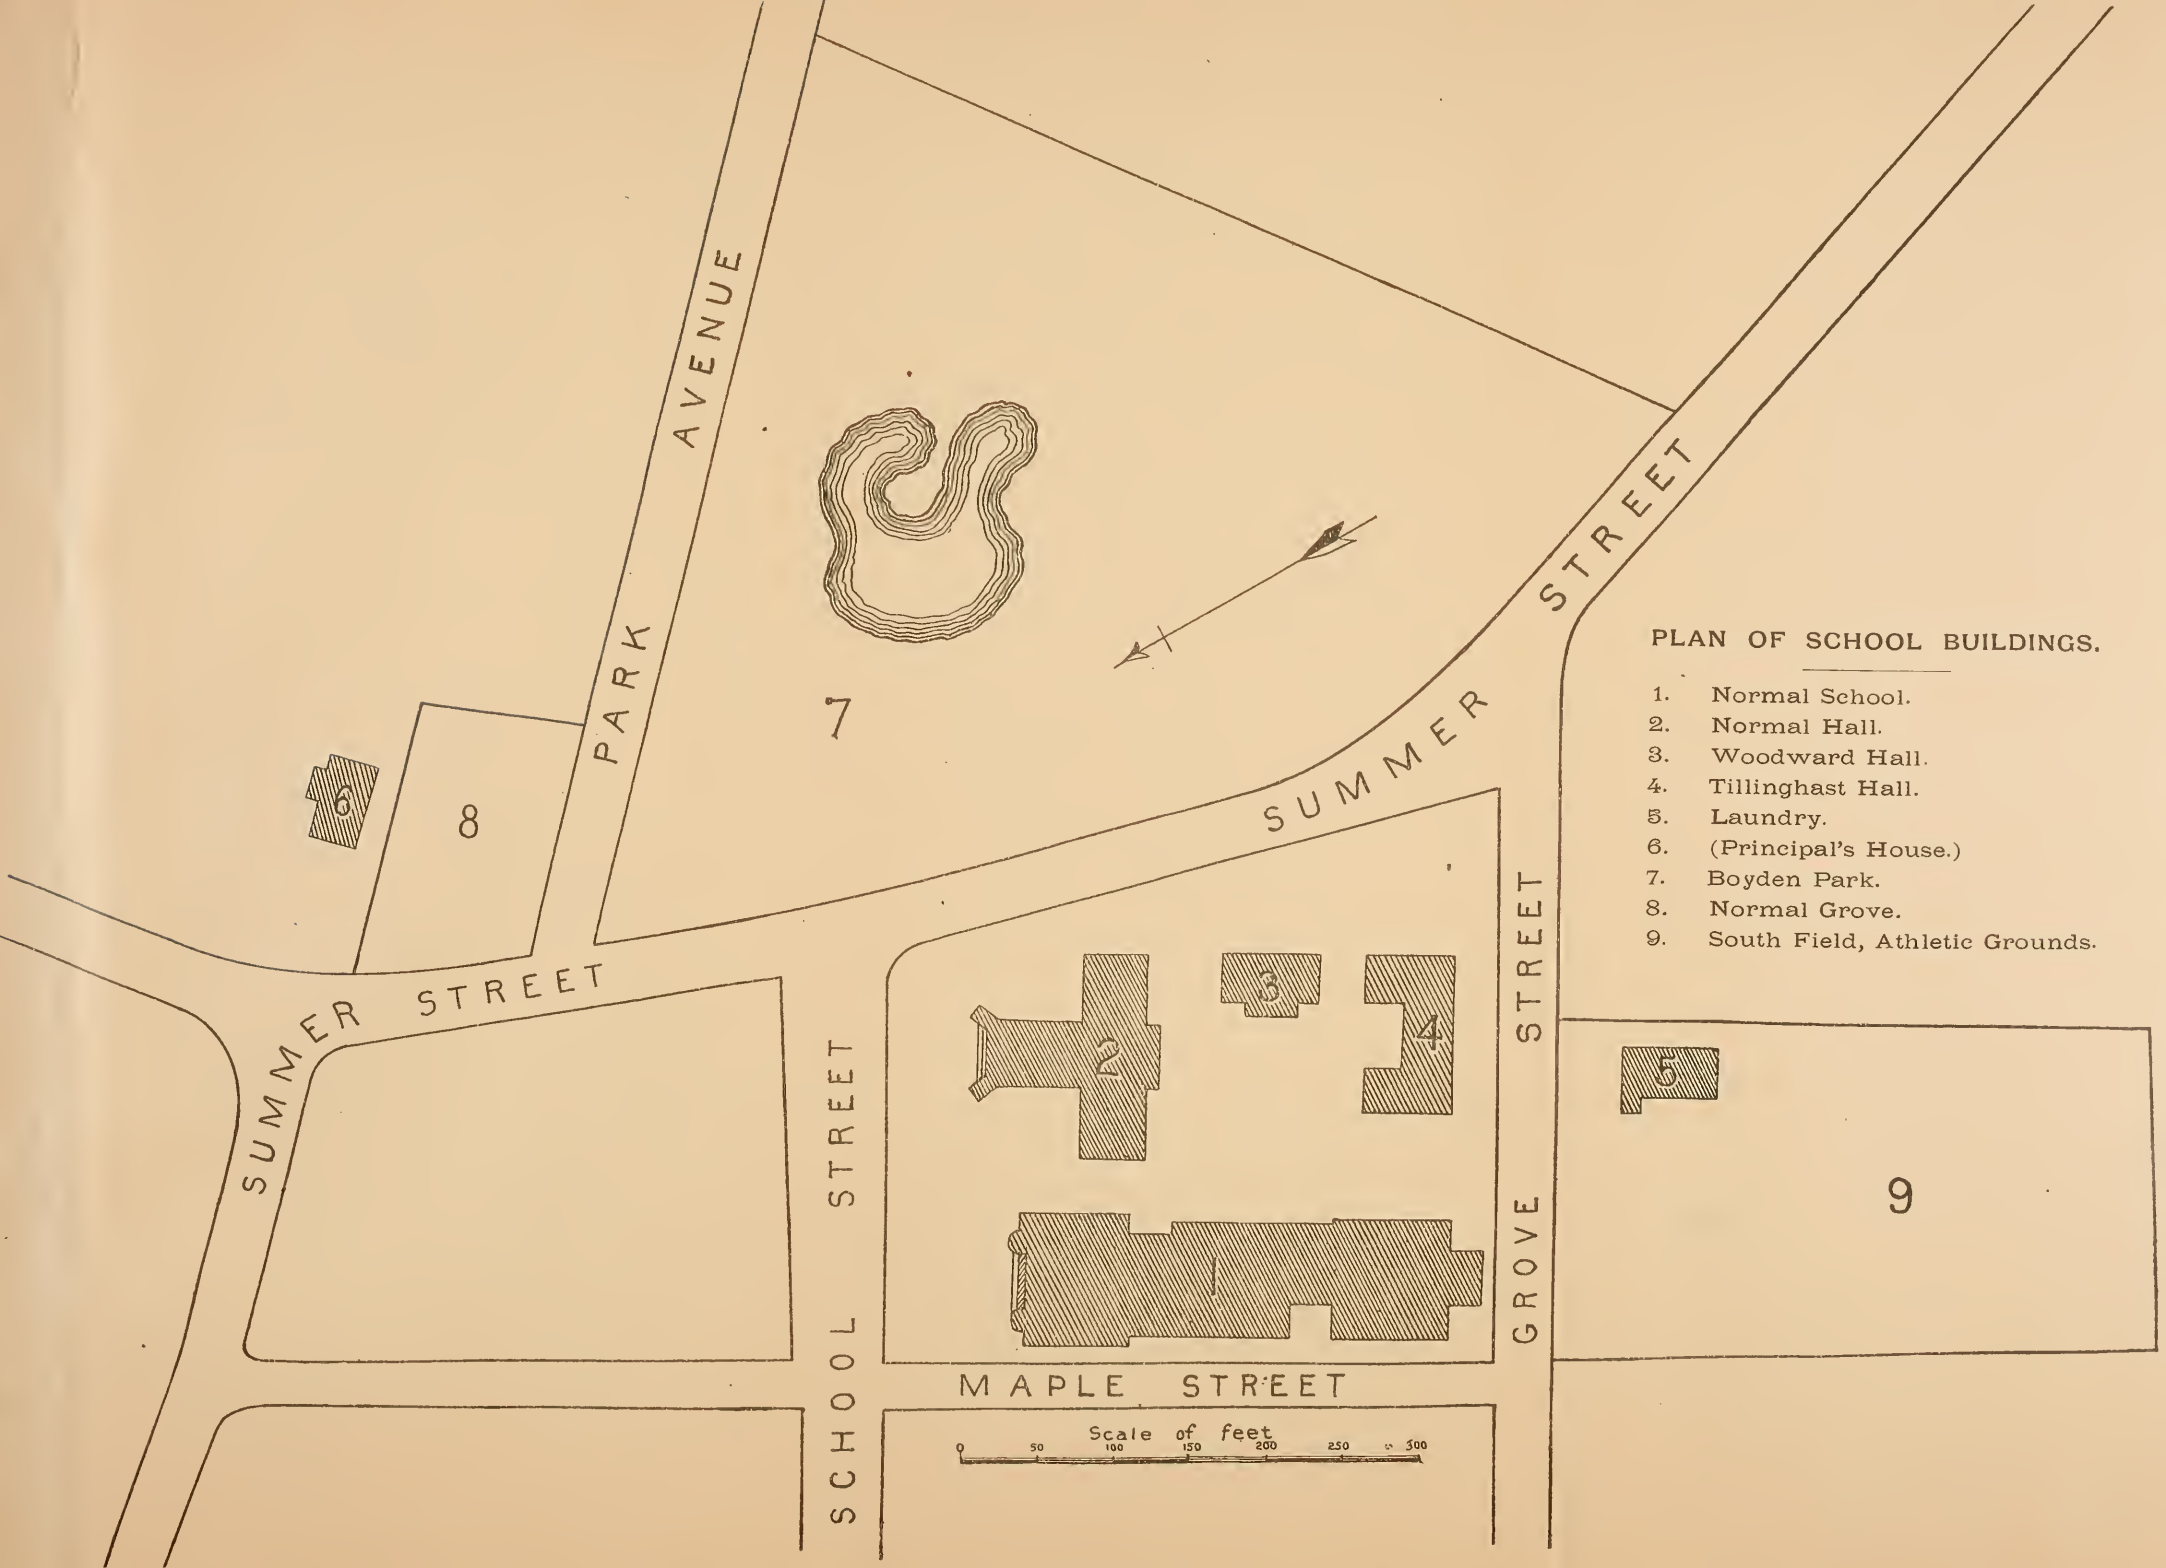 PARK AVENUE
7
SUMMER STREET
6
8
SUMMER STREET
PLAN OF SCHOOL BUILDINGS.
1. Normal School.
2. Normal Hall.
3. Woodward Hall.
4. Tillinghast Hall.
5. Laundry.
6. (Principal's House.)
7. Boyden Park.
8. Normal Grove.
9. South Field, Athletic Grounds.
2
3
4
5
9
1
SCHOOL STREET
GROVE STREET
MAPLE STREET
Scale of feet
0 50 100 150 200 250 300